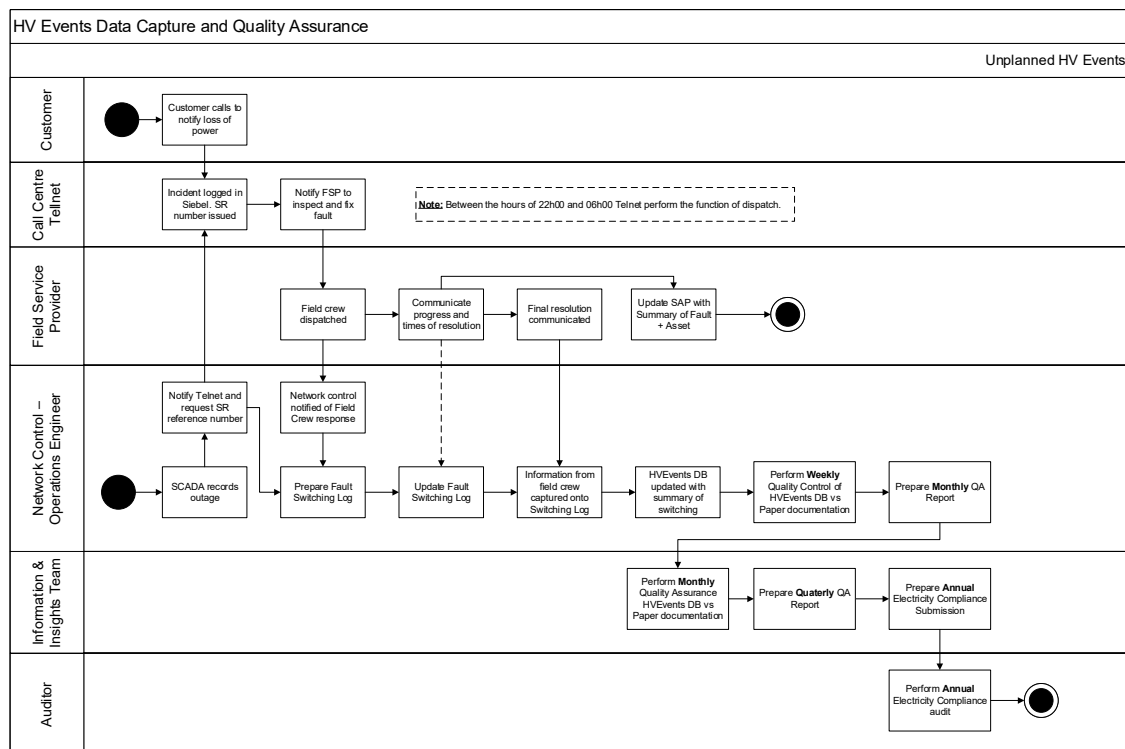 HV Events Data Capture and Quality Assurance
Unplanned HV Events
Customer
Customer calls to
notify loss of
power
Call Centre
Telnet
Incident logged in
Siebel. SR
number issued
Notify FSP to
inspect and fix
fault
Note: Between the hours of 22h00 and 06h00 Telnet perform the function of dispatch.
Field Service
Provider
Field crew
dispatched
Communicate
progress and
times of resolution
Final resolution
communicated
Update SAP with
Summary of Fault
+ Asset
Network Control –
Operations Engineer
Notify Telnet and
request SR
reference number
Network control
notified of Field
Crew response
SCADA records
outage
Prepare Fault
Switching Log
Update Fault
Switching Log
Information from
field crew
captured onto
Switching Log
HVEvents DB
updated with
summary of
switching
Perform Weekly
Quality Control of
HVEvents DB vs
Paper documentation
Prepare Monthly QA
Report
Information &
Insights Team
Perform Monthly
Quality Assurance
HVEvents DB vs
Paper documentation
Prepare Quaterly QA
Report
Prepare Annual
Electricity Compliance
Submission
Auditor
Perform Annual
Electricity Compliance
audit